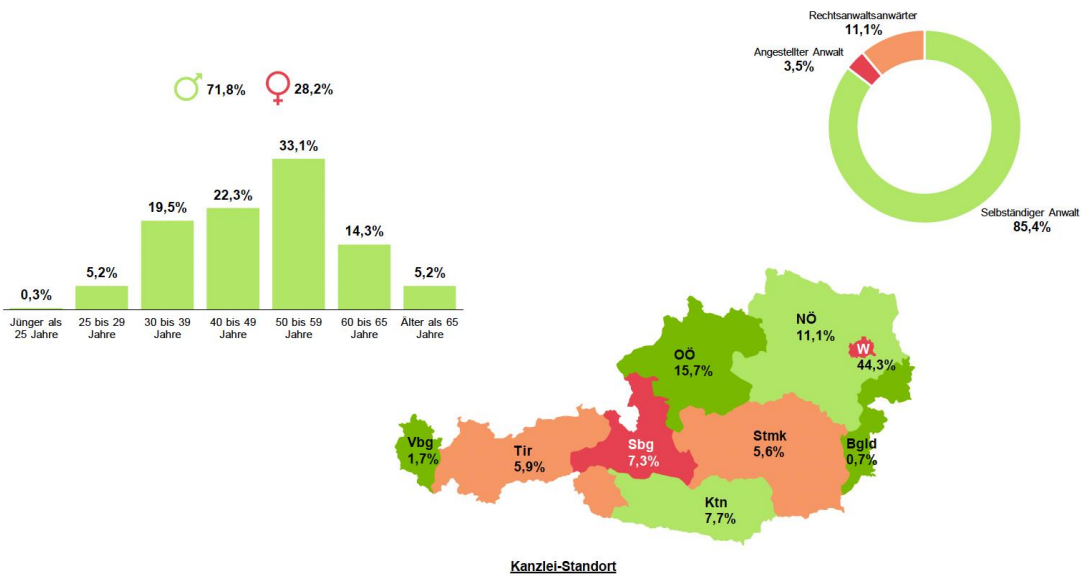 71,8%
28,2%
0,3%
5,2%
19,5%
22,3%
33,1%
14,3%
5,2%
Jünger als
25 Jahre
25 bis 29
Jahre
30 bis 39
Jahre
40 bis 49
Jahre
50 bis 59
Jahre
60 bis 65
Jahre
Älter als 65
Jahre
Rechtsanwaltsanwärter
11,1%
Angestellter Anwalt
3,5%
Selbständiger Anwalt
85,4%
NÖ
11,1%
W
44,3%
OÖ
15,7%
Vbg
1,7%
Tir
5,9%
Sbg
7,3%
Stmk
5,6%
Bgld
0,7%
Ktn
7,7%
Kanzlei-Standort